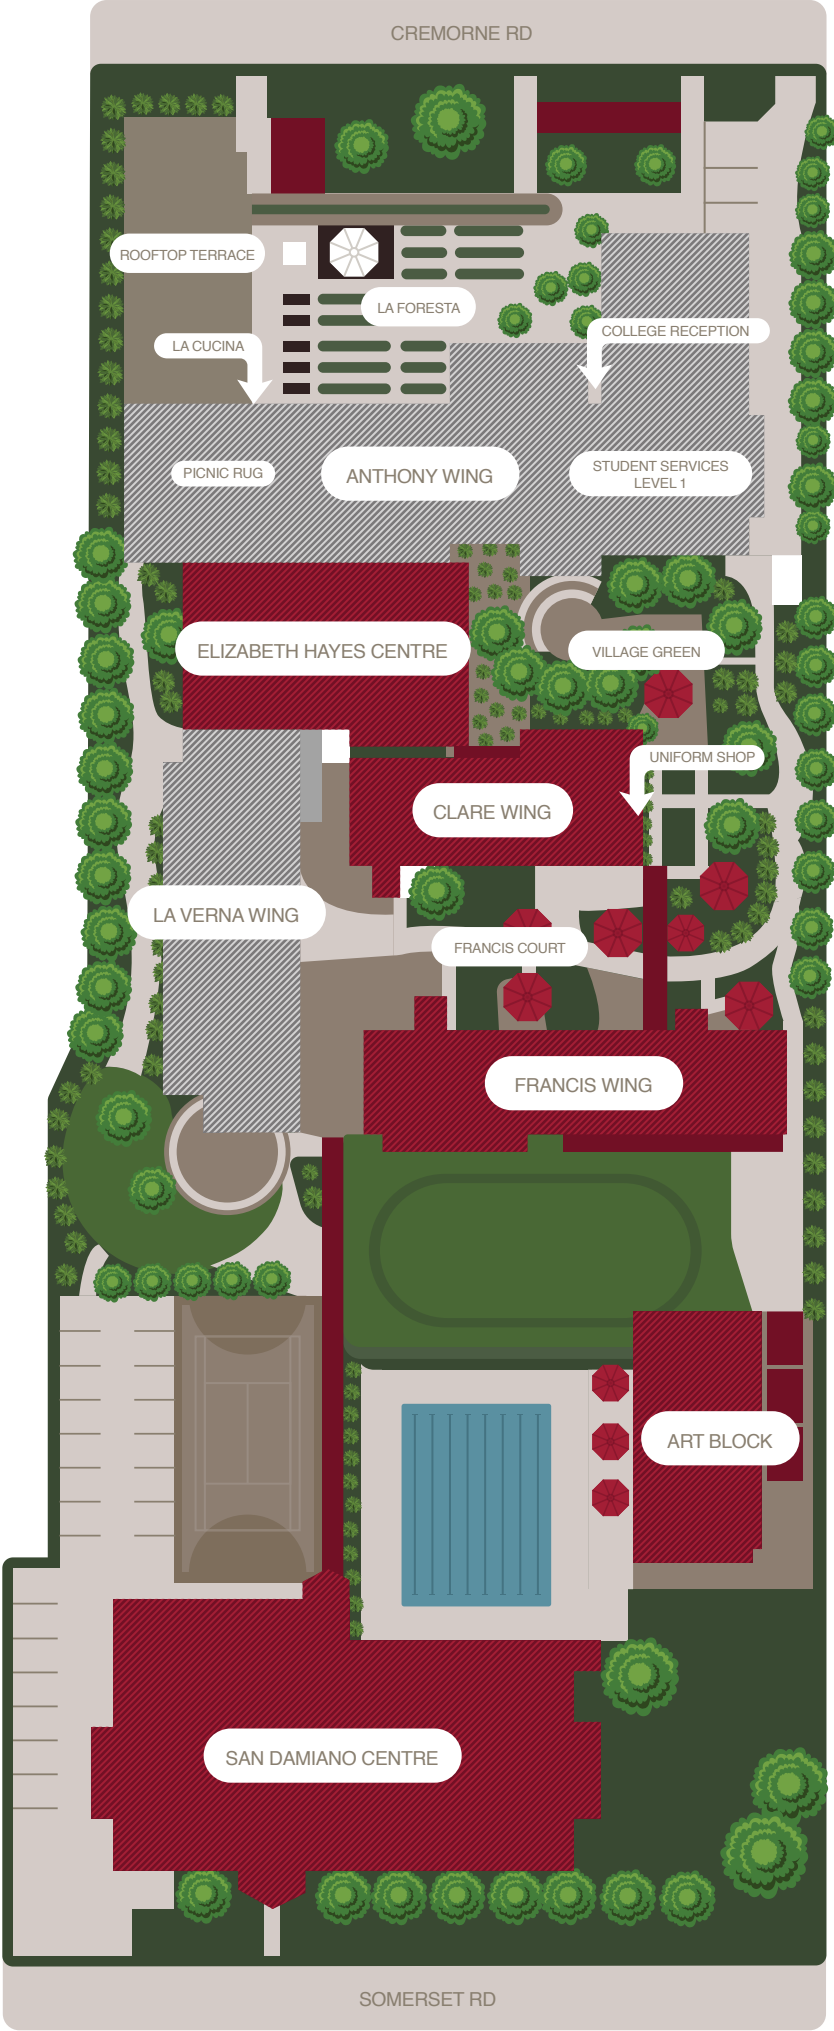 CREMORNE RD
ROOFTOP TERRACE
LA FORESTA
COLLEGE RECEPTION
LA CUCINA
PICNIC RUG
ANTHONY WING
STUDENT SERVICES
LEVEL 1
ELIZABETH HAYES CENTRE
VILLAGE GREEN
UNIFORM SHOP
CLARE WING
LA VERNA WING
FRANCIS COURT
FRANCIS WING
ART BLOCK
SAN DAMIANO CENTRE
SOMERSET RD